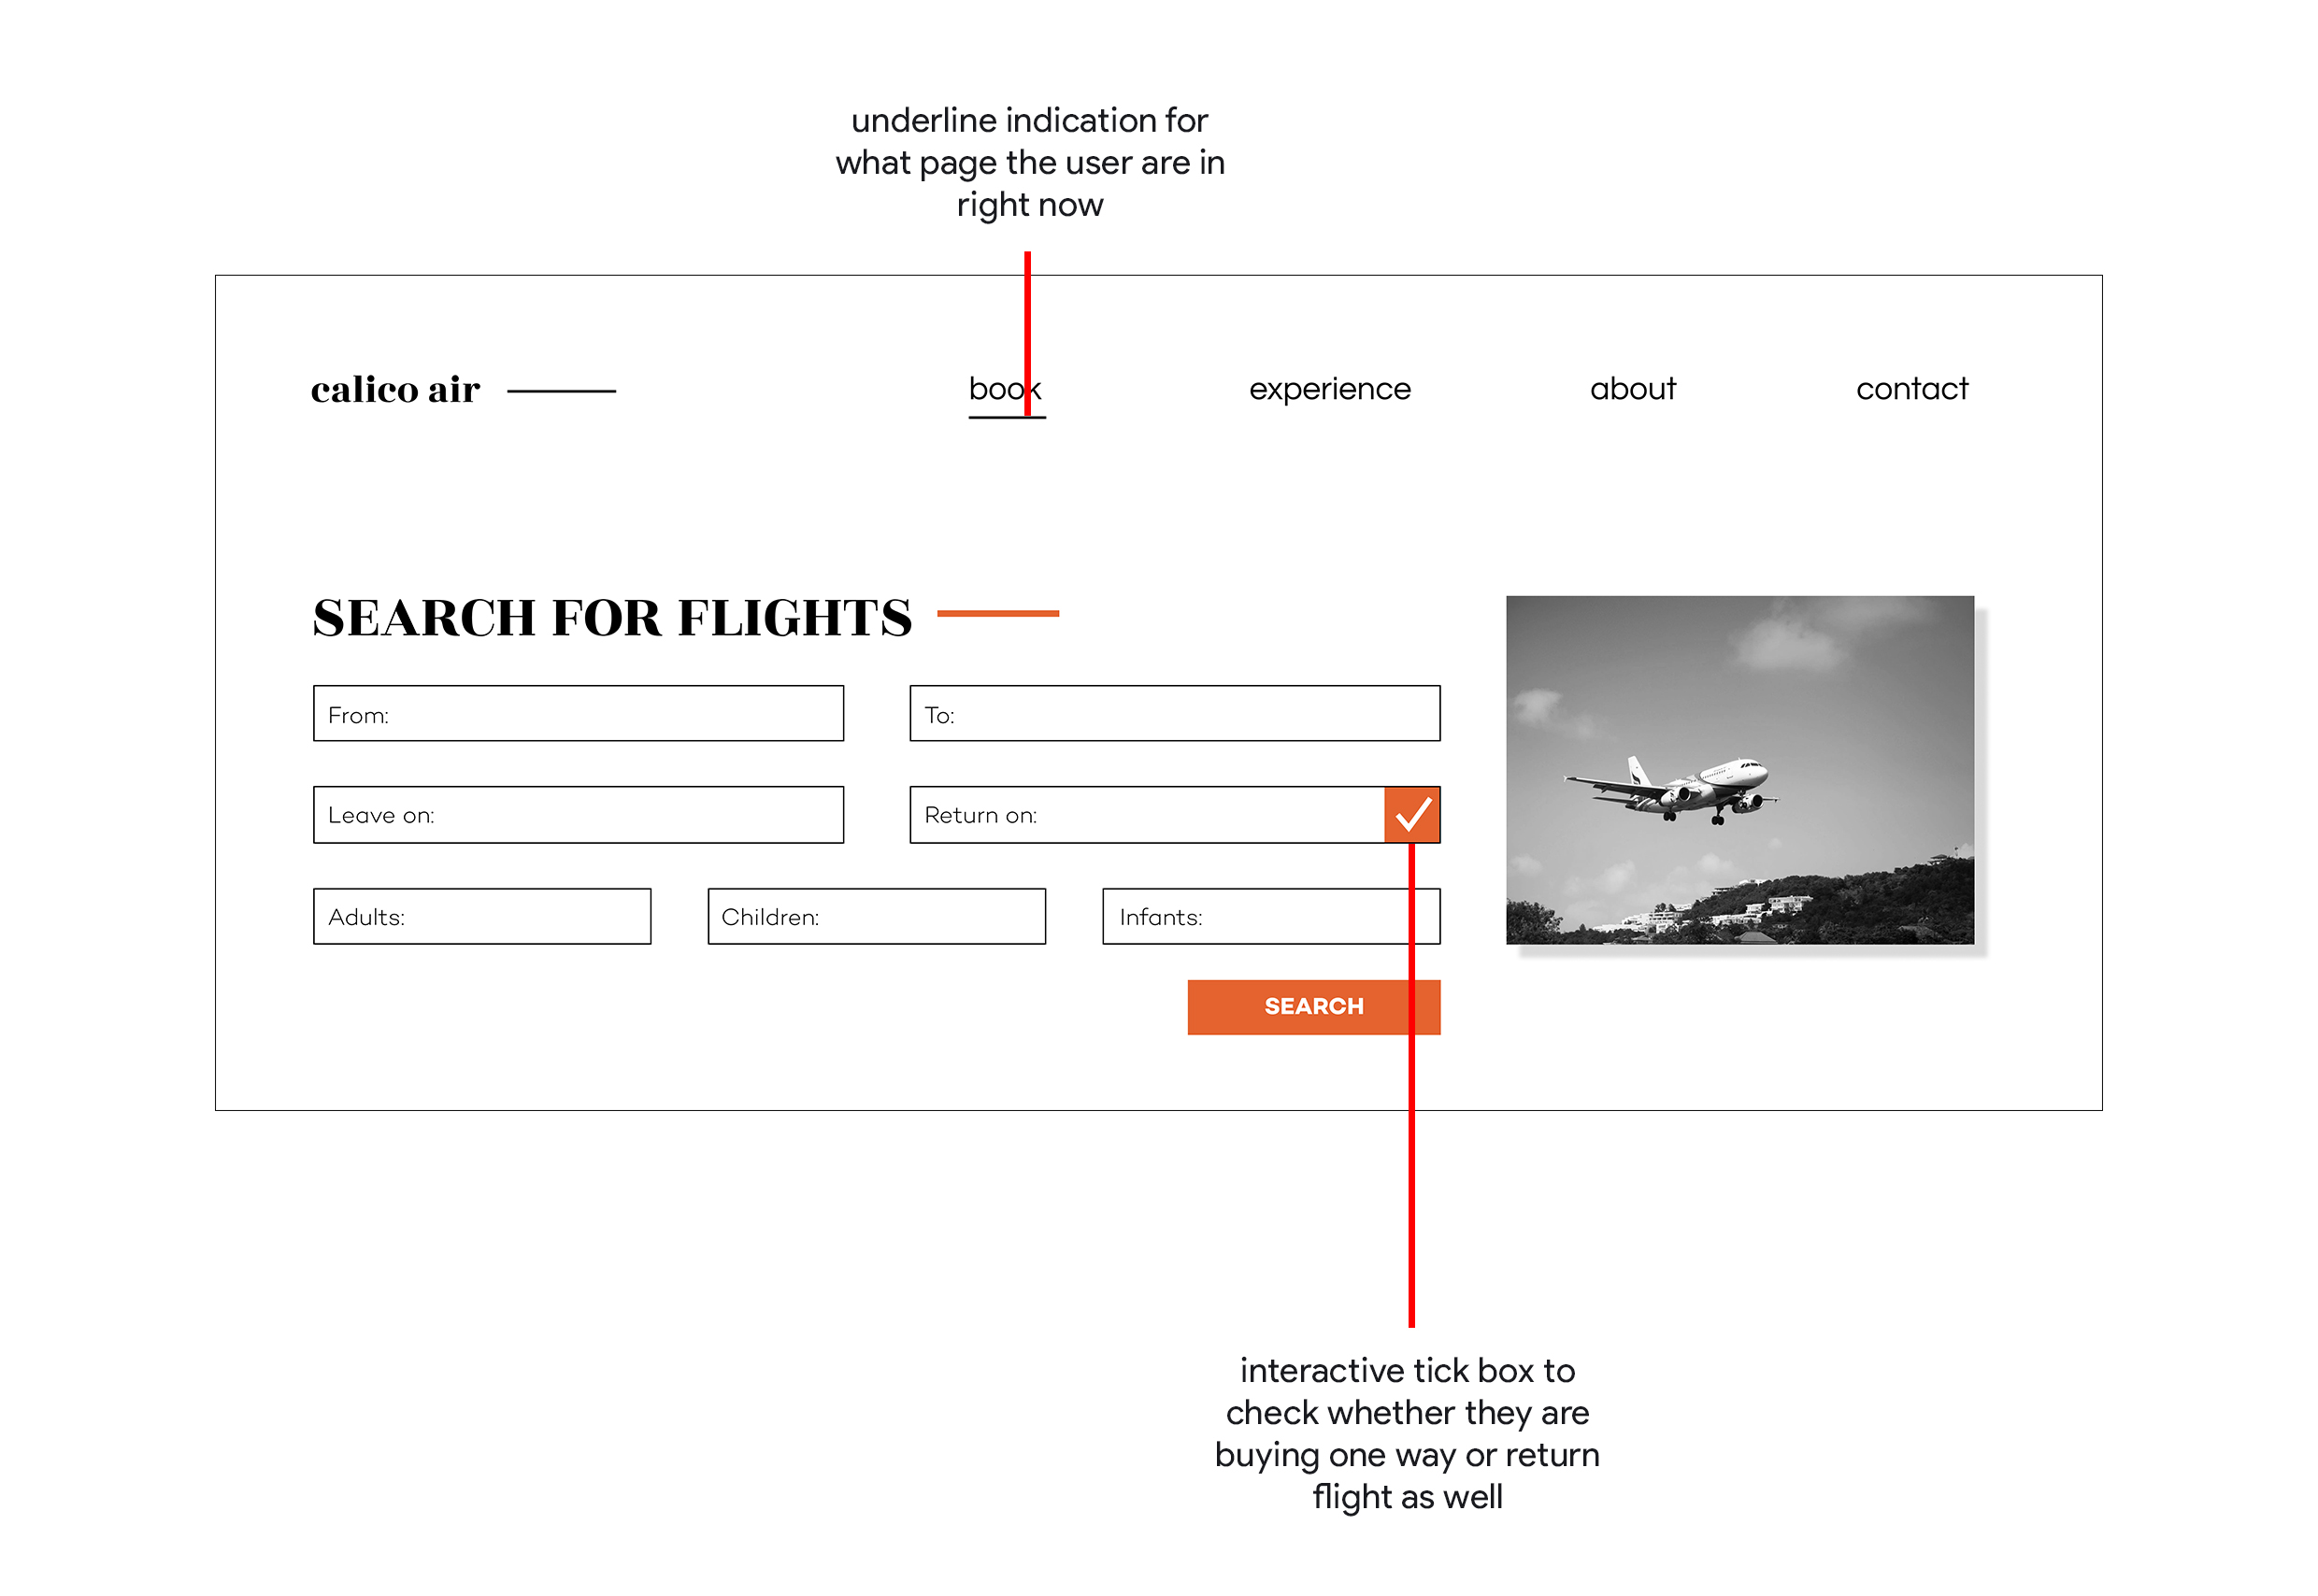 underline indication for
what page the user are in
right now
calico air
book experience about contact
SEARCH FOR FLIGHTS
From: To:
Leave on: Return on:
Adults: Children: Infants:
SEARCH
interactive tick box to
check whether they are
buying one way or return
flight as well